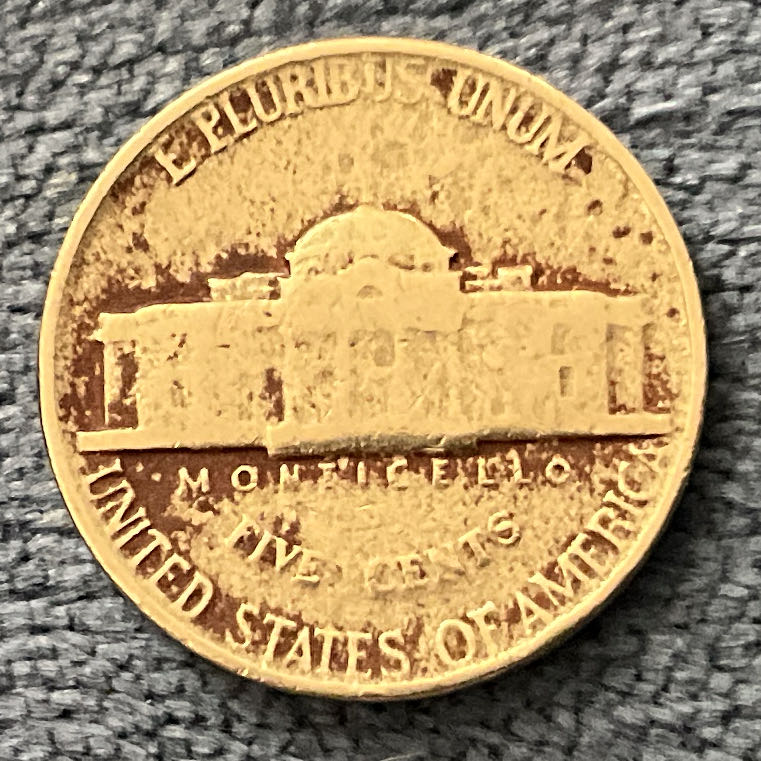 E PLURIBUS UNUM
MONTICELLO
FIVE CENTS
UNITED STATES OF AMERICA